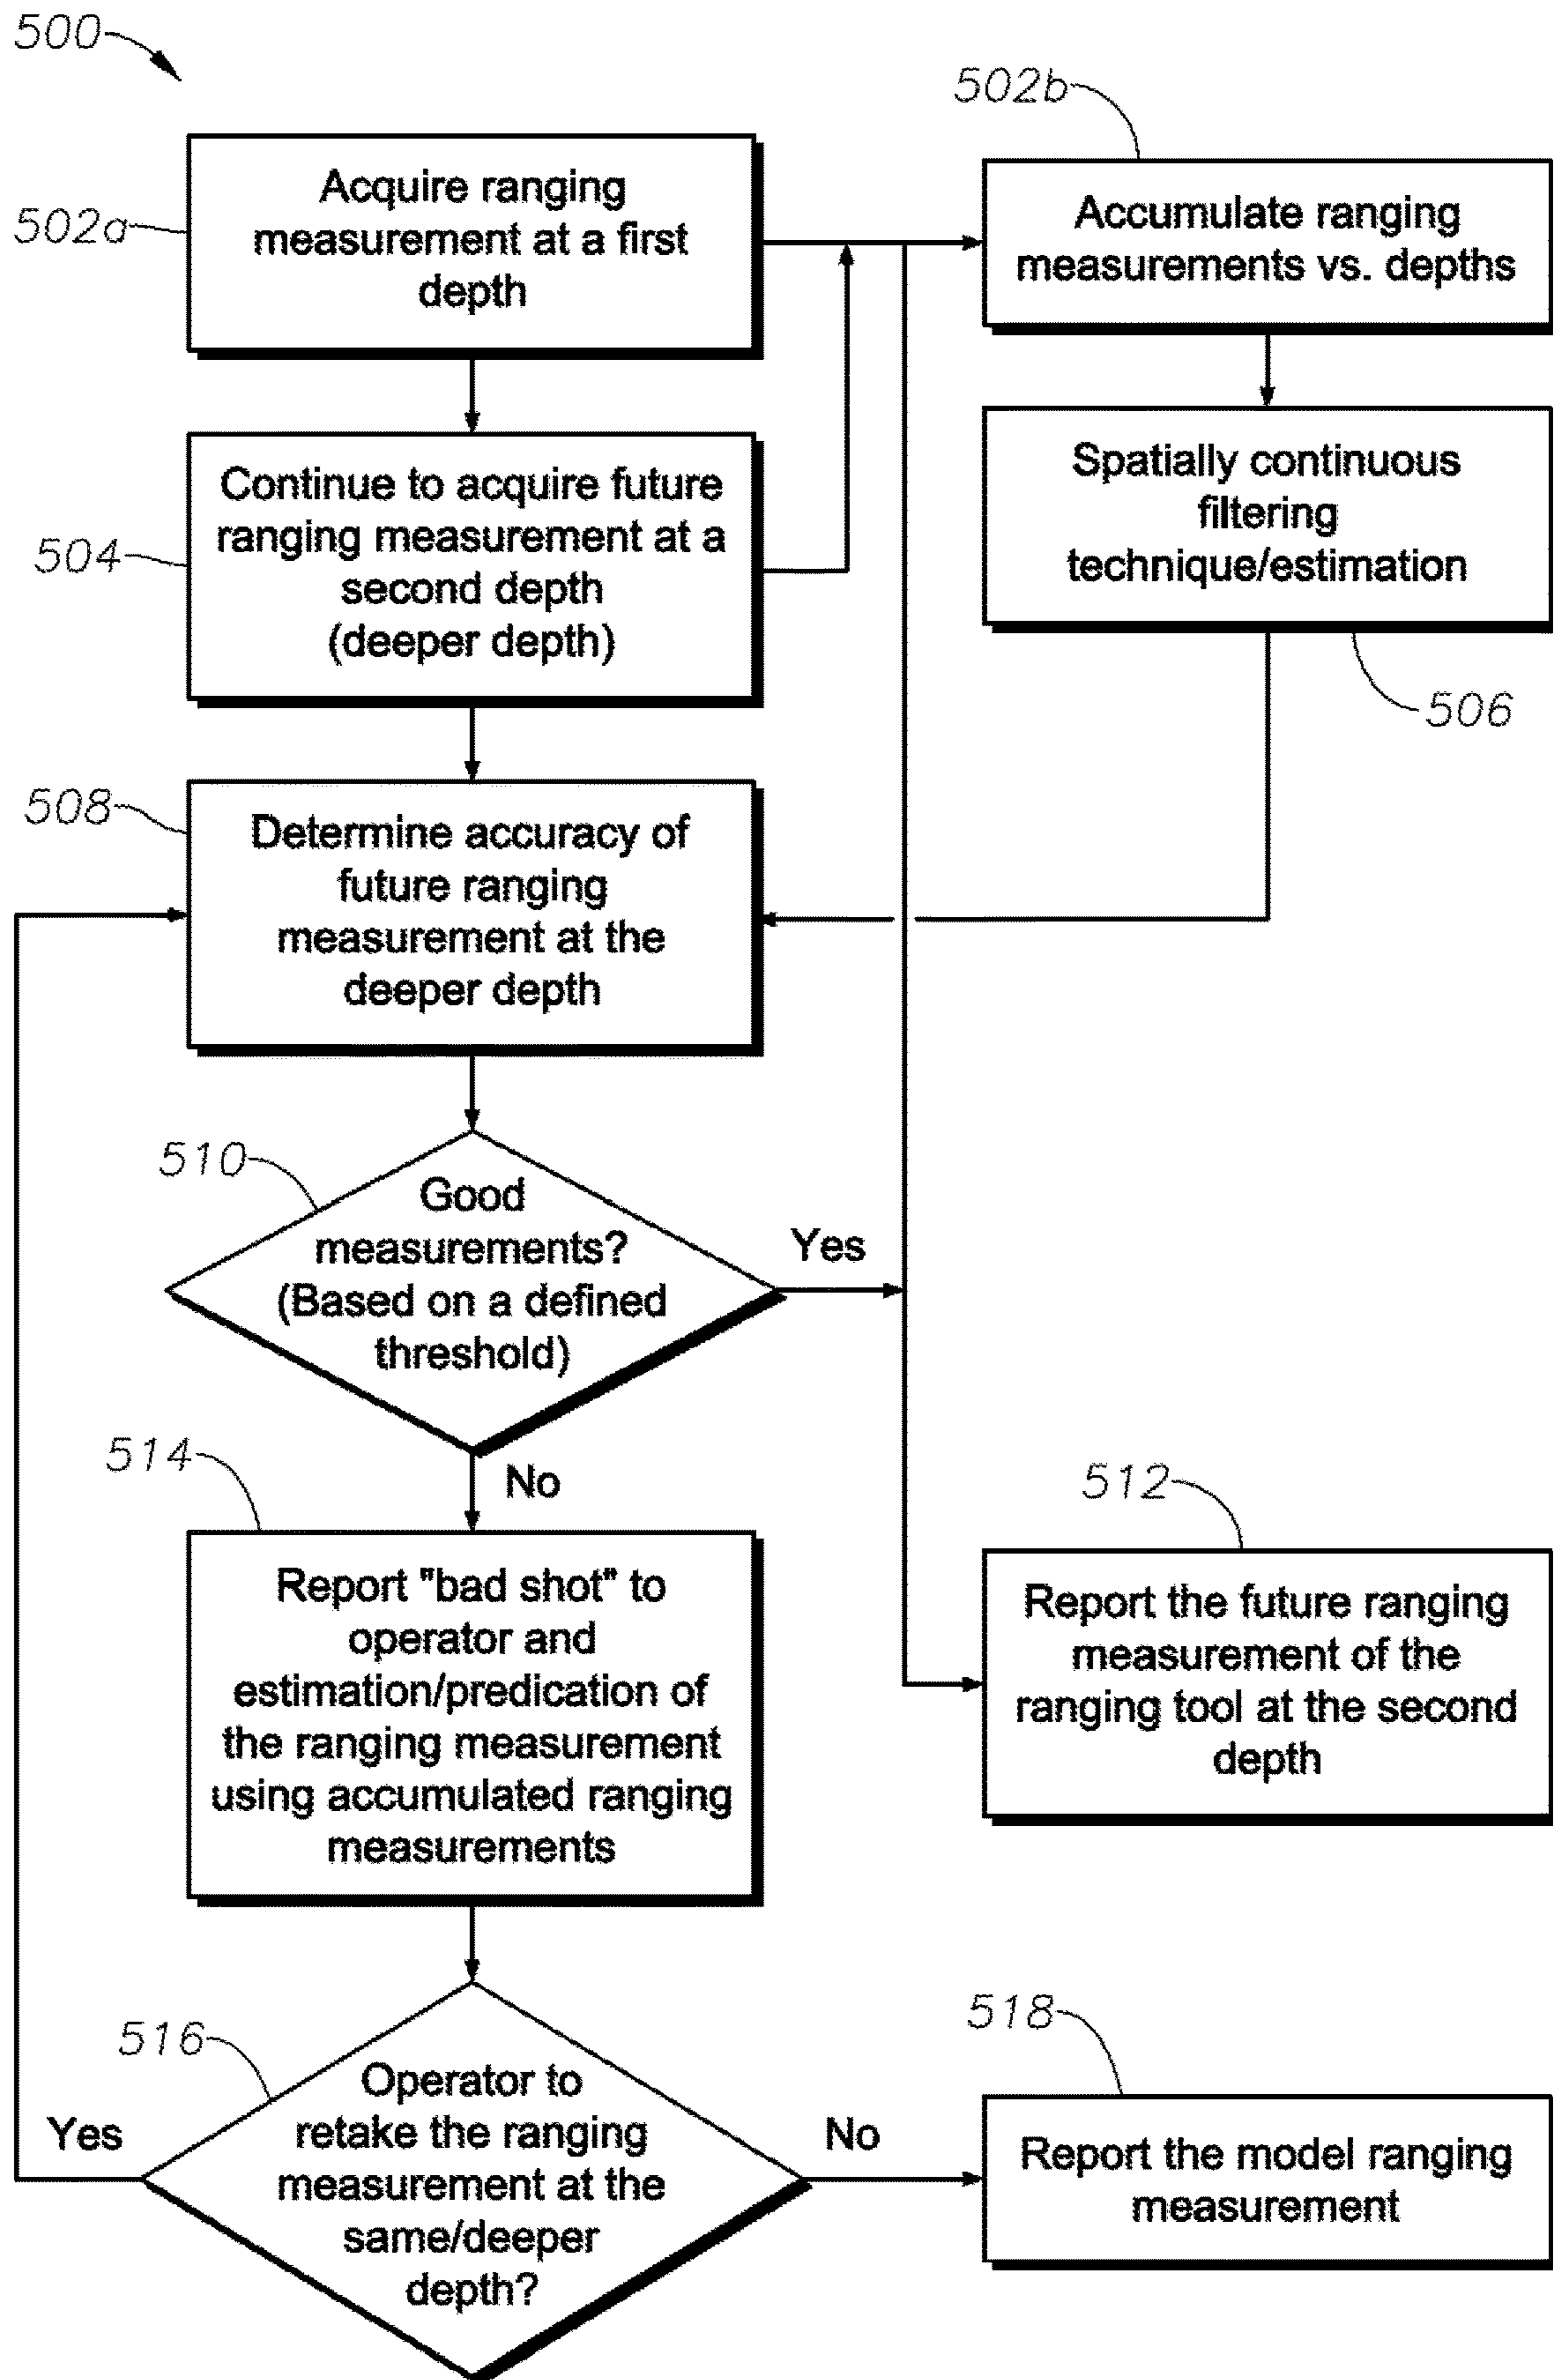 500
502b
502a
Acquire ranging
measurement at a first
depth
Accumulate ranging
measurements vs. depths
504
Continue to acquire future
ranging measurement at a
second depth
(deeper depth)
Spatially continuous
filtering
technique/estimation
506
508
Determine accuracy of
future ranging
measurement at the
deeper depth
510
Good
measurements?
(Based on a defined
threshold)
Yes
No
514
Report "bad shot" to
operator and
estimation/predication of
the ranging measurement
using accumulated ranging
measurements
512
Report the future ranging
measurement of the
ranging tool at the second
depth
516
Operator to
retake the ranging
measurement at the
same/deeper
depth?
Yes
No
518
Report the model ranging
measurement